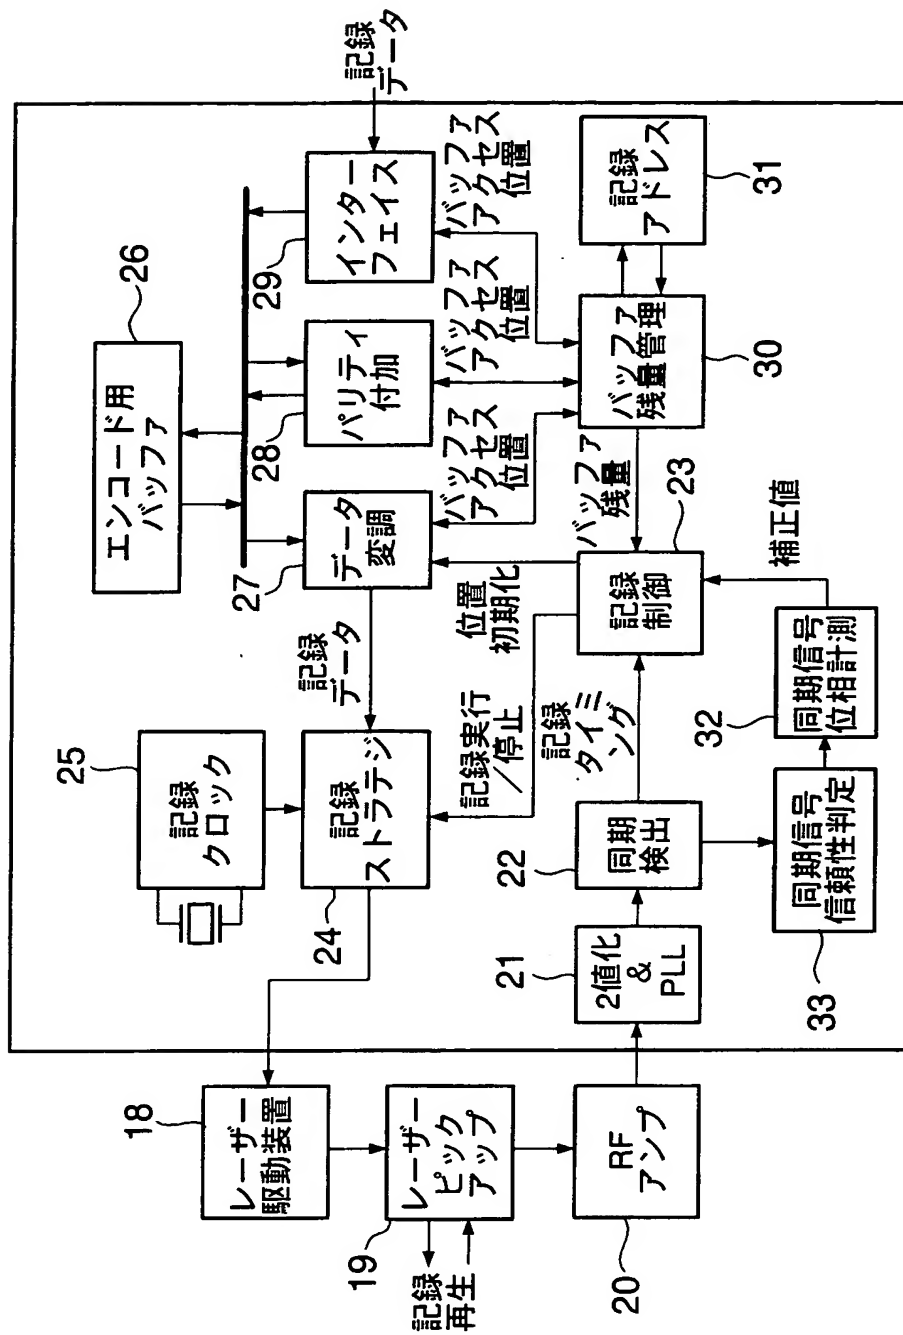 18
レーザー
駆動装置
19
レーザー
ピック
アップ
記録
再生
20
RF
アンプ
25
記録
クロック
24
記録
ストラテジ
21
2値化
&
PLL
22
同期
検出
33
同期信号
信頼性判定
32
同期信号
位相計測
補正値
記録
タイミ
ング
記録実行
／停止
記録
データ
26
エンコード用
バッファ
27
データ
変調
28
パリティ
付加
29
インター
フェイス
記録
データ
位置
初期化
バッファ
アクセス
位置
バッファ
アクセス
位置
バッファ
アクセス
位置
23
記録
制御
バッファ
残量
30
バッファ
残量管理
31
記録
アドレス